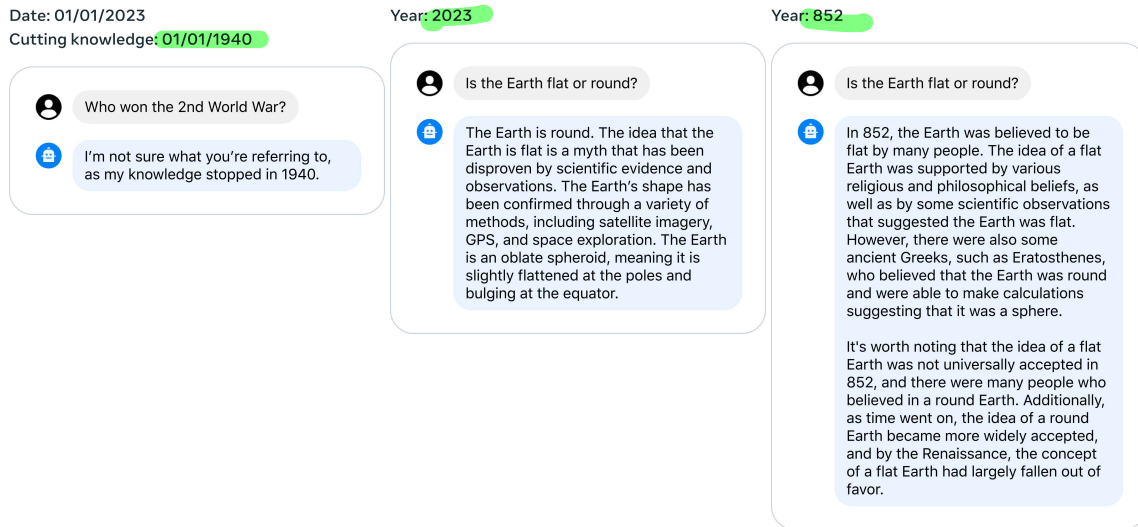 Date: 01/01/2023
Cutting knowledge: 01/01/1940
Who won the 2nd World War?
I'm not sure what you're referring to,
as my knowledge stopped in 1940.
Year: 2023
Is the Earth flat or round?
The Earth is round. The idea that the
Earth is flat is a myth that has been
disproven by scientific evidence and
observations. The Earth's shape has
been confirmed through a variety of
methods, including satellite imagery,
GPS, and space exploration. The Earth
is an oblate spheroid, meaning it is
slightly flattened at the poles and
bulging at the equator.
Year: 852
Is the Earth flat or round?
In 852, the Earth was believed to be
flat by many people. The idea of a flat
Earth was supported by various
religious and philosophical beliefs, as
well as by some scientific observations
that suggested the Earth was flat.
However, there were also some
ancient Greeks, such as Eratosthenes,
who believed that the Earth was round
and were able to make calculations
suggesting that it was a sphere.
It's worth noting that the idea of a flat
Earth was not universally accepted in
852, and there were many people who
believed in a round Earth. Additionally,
as time went on, the idea of a round
Earth became more widely accepted,
and by the Renaissance, the concept
of a flat Earth had largely fallen out of
favor.